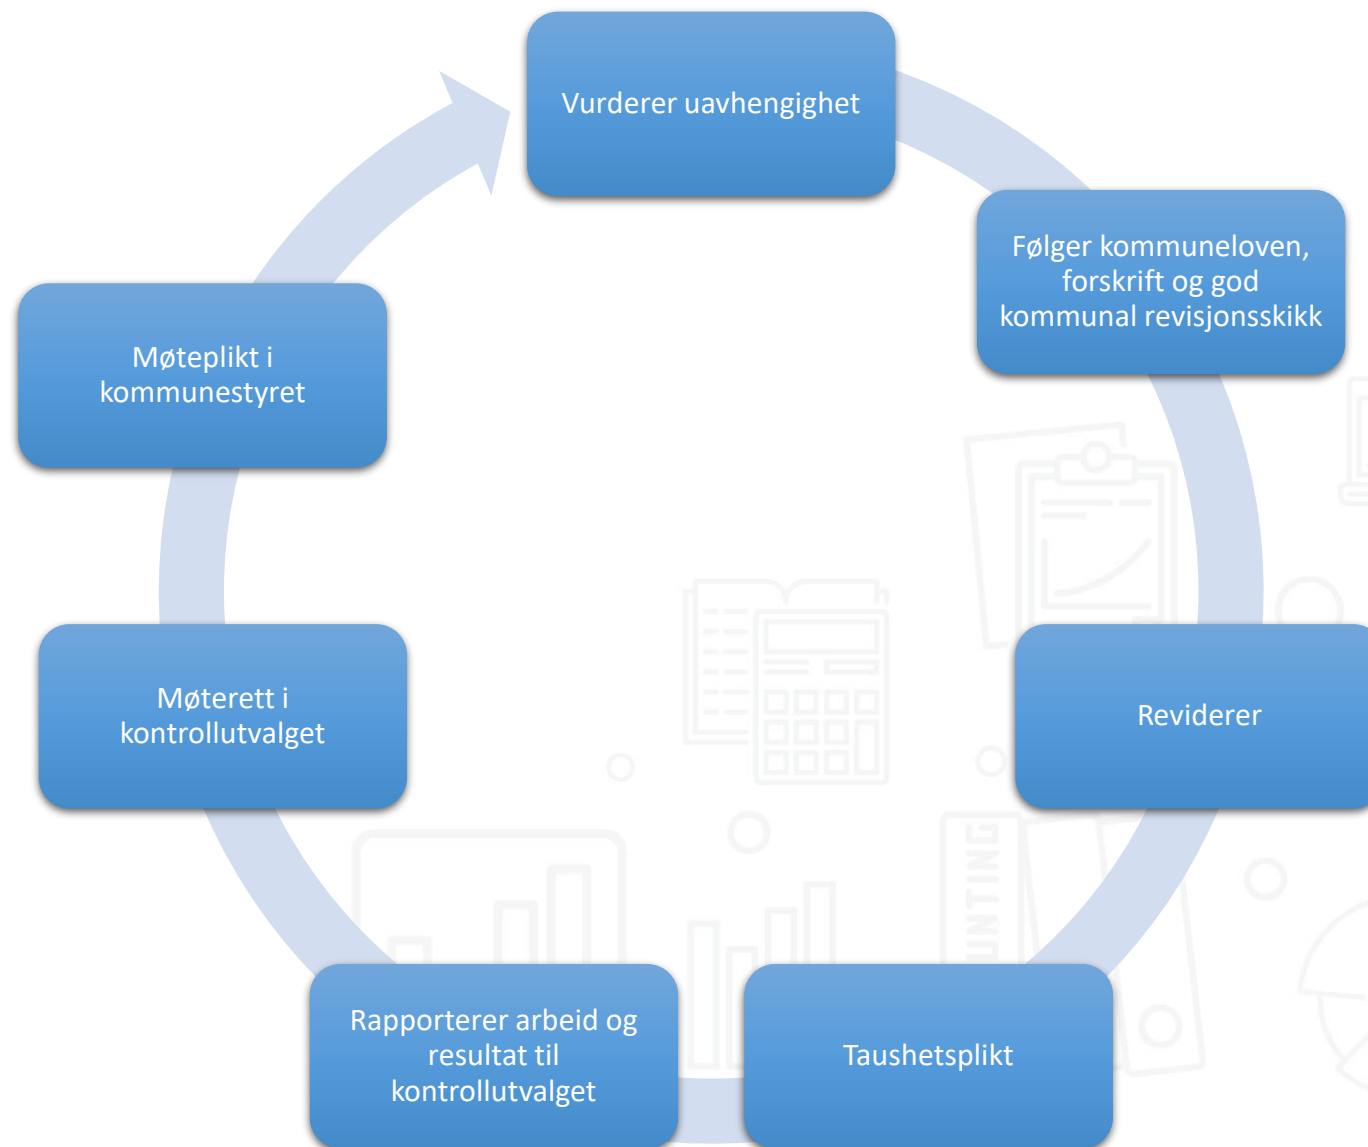 Vurderer uavhengighet
Følger kommuneloven,
forskrift og god
kommunal revisjonsskikk
Reviderer
Taushetsplikt
Rapporterer arbeid og
resultat til
kontrollutvalget
Møterett i
kontrollutvalget
Møteplikt i
kommunestyret
UNTING